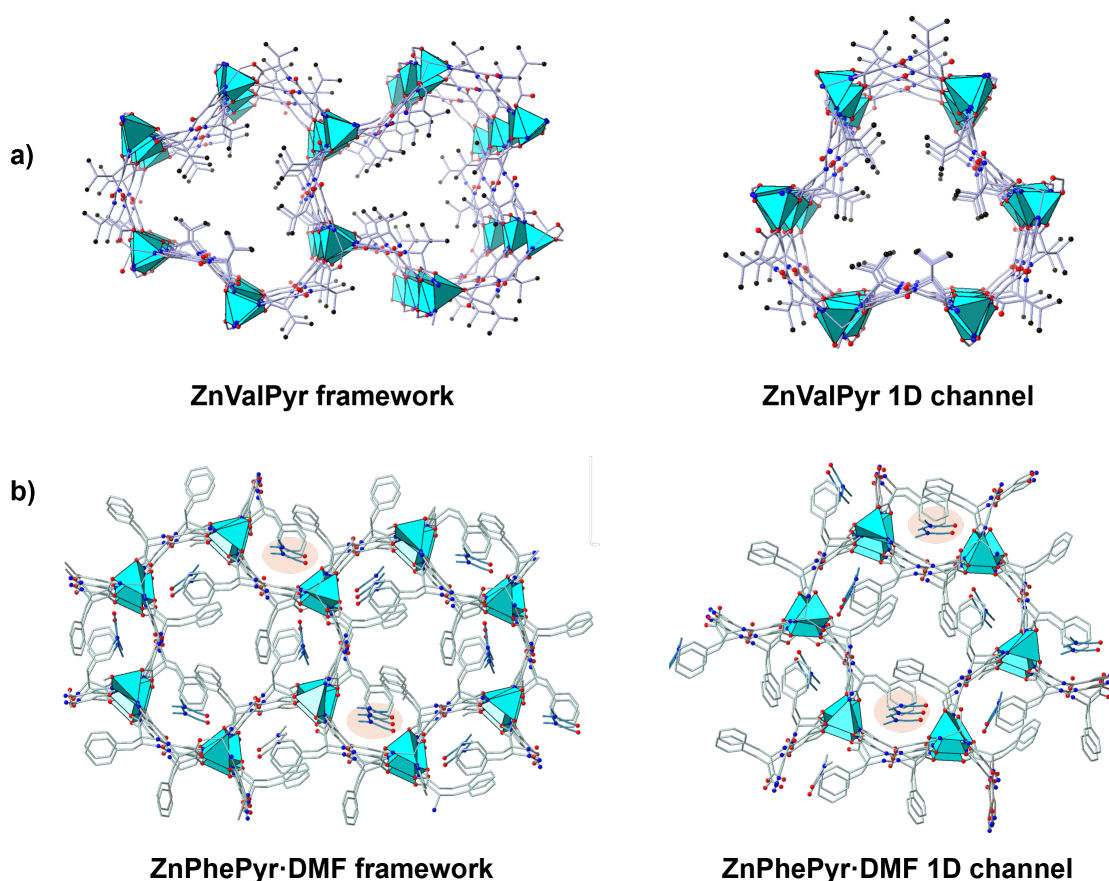 a)
ZnValPyr framework
ZnValPyr 1D channel
b)
ZnPhePyr·DMF framework
ZnPhePyr·DMF 1D channel